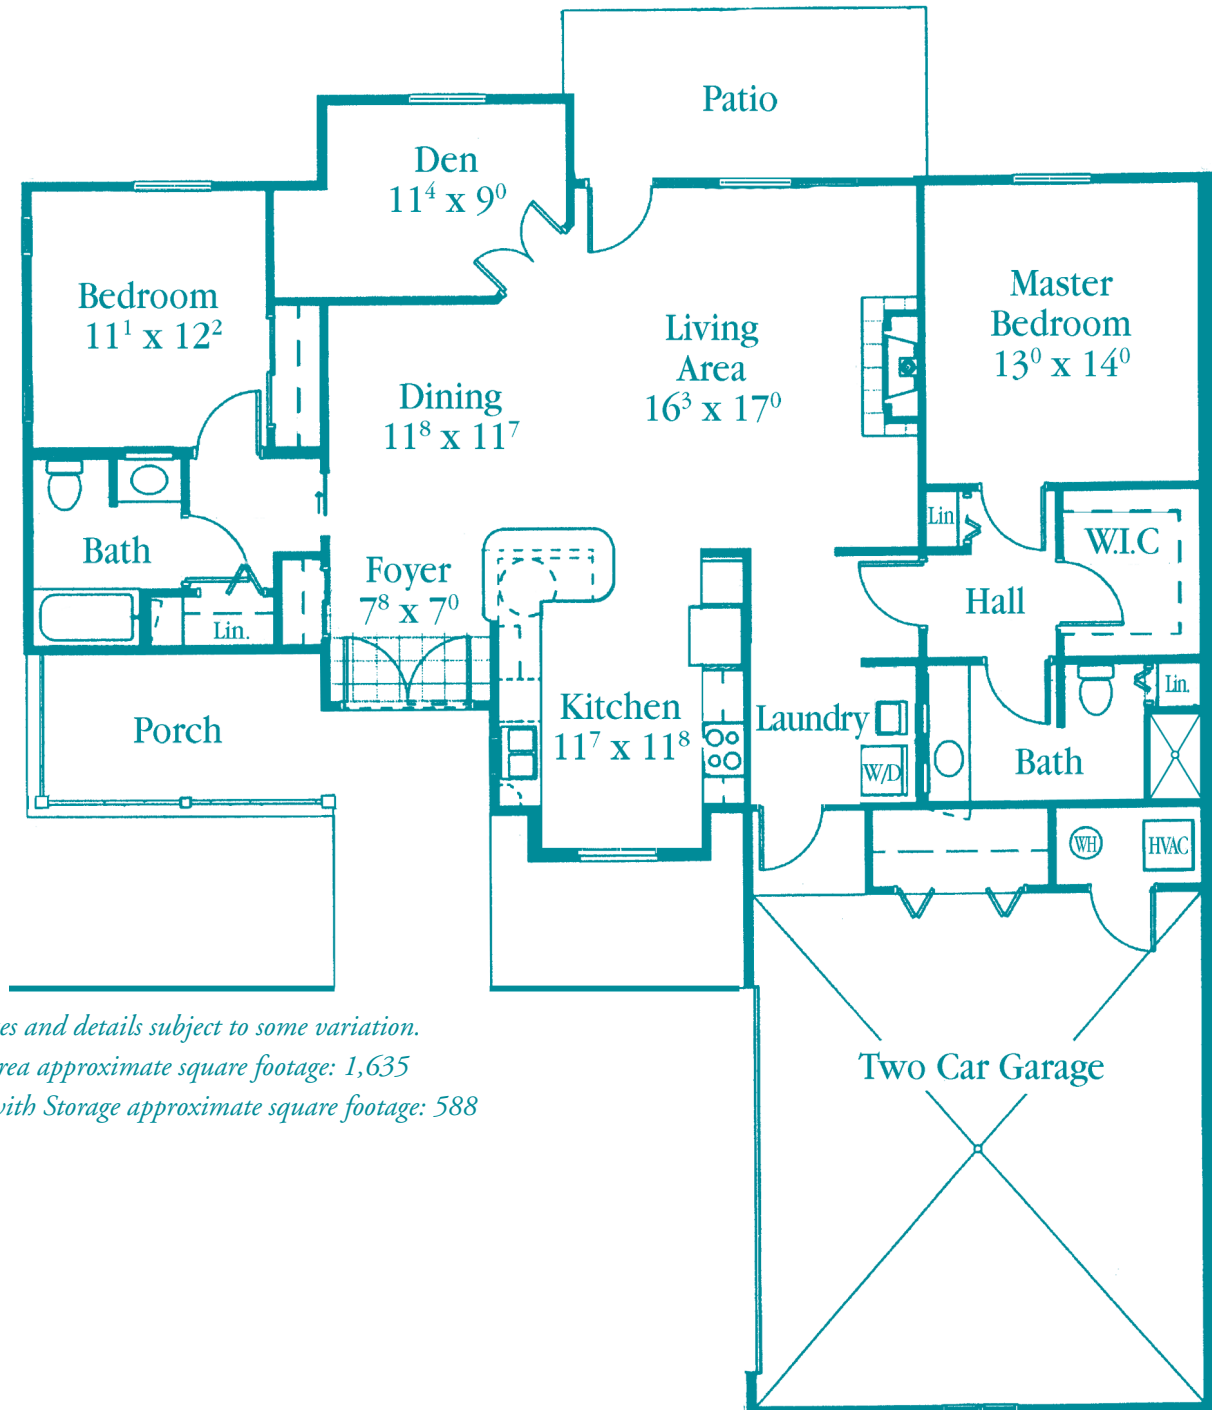 Patio
Den
11⁴ x 9⁰
Bedroom
11¹ x 12²
Master
Bedroom
13⁰ x 14⁰
Living
Area
16³ x 17⁰
Dining
11⁸ x 11⁷
Lin
W.I.C
Bath
Foyer
7⁸ x 7⁰
Hall
Lin.
Lin.
Porch
Kitchen
11⁷ x 11⁸
Laundry
W/D
Bath
WH
HVAC
es and details subject to some variation.
rea approximate square footage: 1,635
with Storage approximate square footage: 588
Two Car Garage